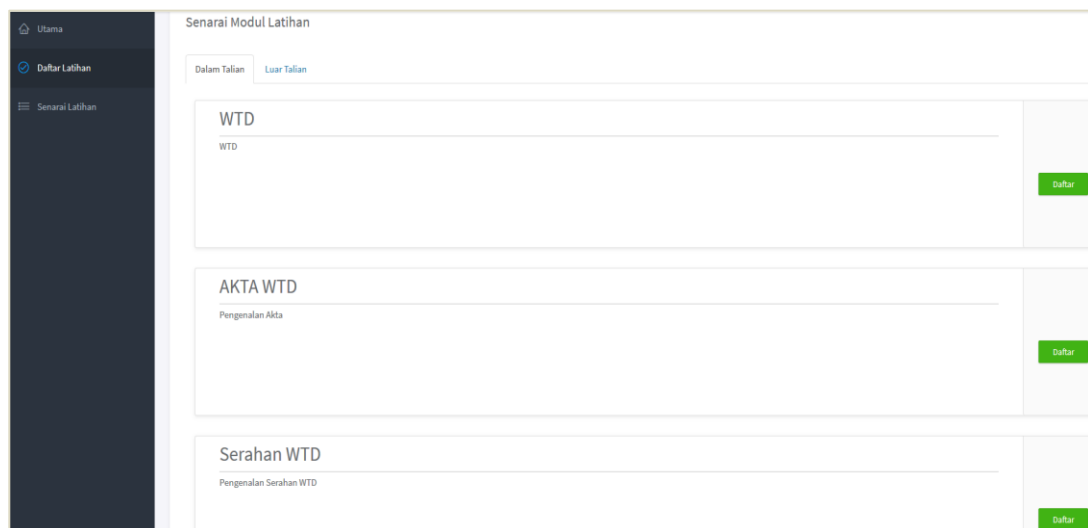 Utama
Daftar Latihan
Senarai Latihan
Senarai Modul Latihan
Dalam Talian
Luar Talian
WTD
WTD
Daftar
AKTA WTD
Pengenalan Akta
Daftar
Serahan WTD
Pengenalan Serahan WTD
Daftar